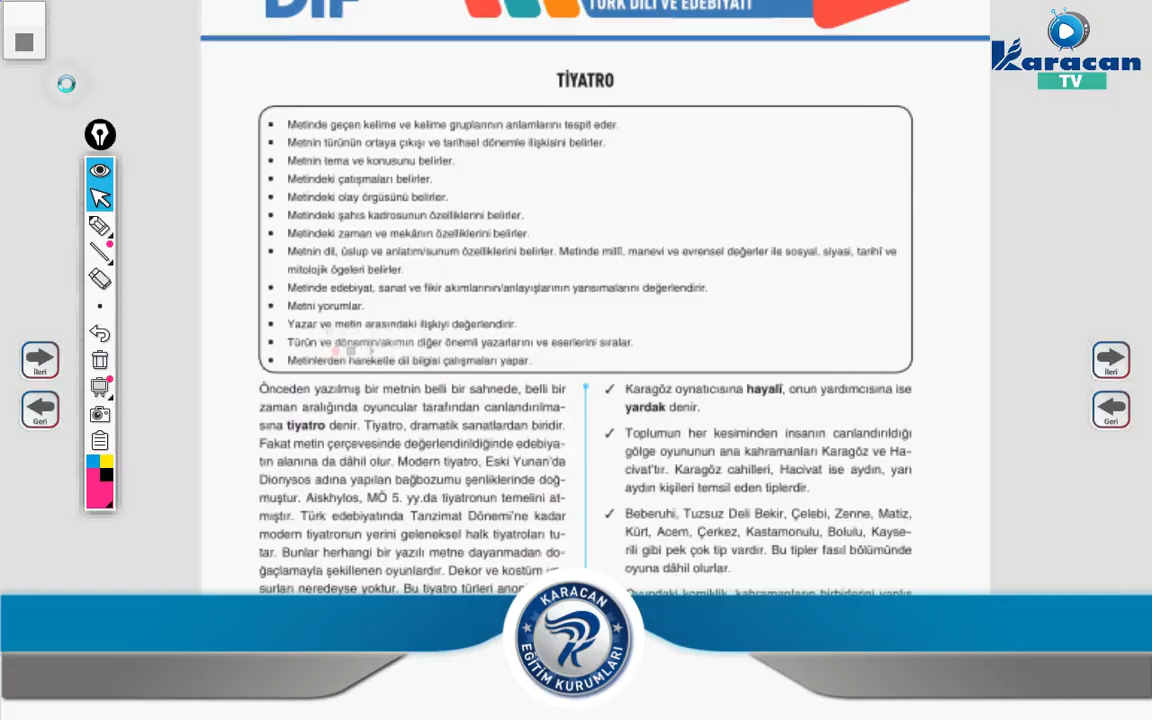 DİF
TÜRK DİLİ VE EDEBİYATI
Karacan
TV
TİYATRO
▪ Metinde geçen kelime ve kelime gruplarının anlamlarını tespit eder.
▪ Metnin türünün ortaya çıkışı ve tarihsel dönemle ilişkisini belirler.
▪ Metnin tema ve konusunu belirler.
▪ Metindeki çatışmaları belirler.
▪ Metindeki olay örgüsünü belirler.
▪ Metindeki şahıs kadrosunun özelliklerini belirler.
▪ Metindeki zaman ve mekânın özelliklerini belirler.
▪ Metnin dil, üslup ve anlatım/sunum özelliklerini belirler. Metinde millî, manevi ve evrensel değerler ile sosyal, siyasi, tarihî ve
mitolojik ögeleri belirler.
▪ Metinde edebiyat, sanat ve fikir akımlarının/anlayışlarının yansımalarını değerlendirir.
▪ Metni yorumlar.
▪ Yazar ve metin arasındaki ilişkiyi değerlendirir.
▪ Türün ve dönemin/akımın diğer önemli yazarlarını ve eserlerini sıralar.
▪ Metinlerden hareketle dil bilgisi çalışmaları yapar.
Önceden yazılmış bir metnin belli bir sahnede, belli bir
zaman aralığında oyuncular tarafından canlandırılma-
sına tiyatro denir. Tiyatro, dramatik sanatlardan biridir.
Fakat metin çerçevesinde değerlendirildiğinde edebiya-
tın alanına da dâhil olur. Modern tiyatro, Eski Yunan'da
Dionysos adına yapılan bağbozumu şenliklerinde doğ-
muştur. Aiskhylos, MÖ 5. yy.da tiyatronun temelini at-
mıştır. Türk edebiyatında Tanzimat Dönemi'ne kadar
modern tiyatronun yerini geleneksel halk tiyatroları tu-
tar. Bunlar herhangi bir yazılı metne dayanmadan do-
ğaçlamayla şekillenen oyunlardır. Dekor ve kostüm
surları neredeyse yoktur. Bu tiyatro türleri
✓ Karagöz oynatıcısına hayalî, onun yardımcısına ise
yardak denir.
✓ Toplumun her kesiminden insanın canlandırıldığı
gölge oyununun ana kahramanları Karagöz ve Ha-
civat'tır. Karagöz cahilleri, Hacivat ise aydın, yarı
aydın kişileri temsil eden tiplerdir.
✓ Beberuhi, Tuzsuz Deli Bekir, Çelebi, Zenne, Matiz,
Kürt, Acem, Çerkez, Kastamonulu, Bolulu, Kayse-
rili gibi pek çok tip vardır. Bu tipler fasıl bölümünde
oyuna dâhil olurlar.
Oyundaki komiklik, kahramanların birbirlerini yanlış
İleri
Geri
İleri
Geri
KARACAN
EĞİTİM KURUMLARI